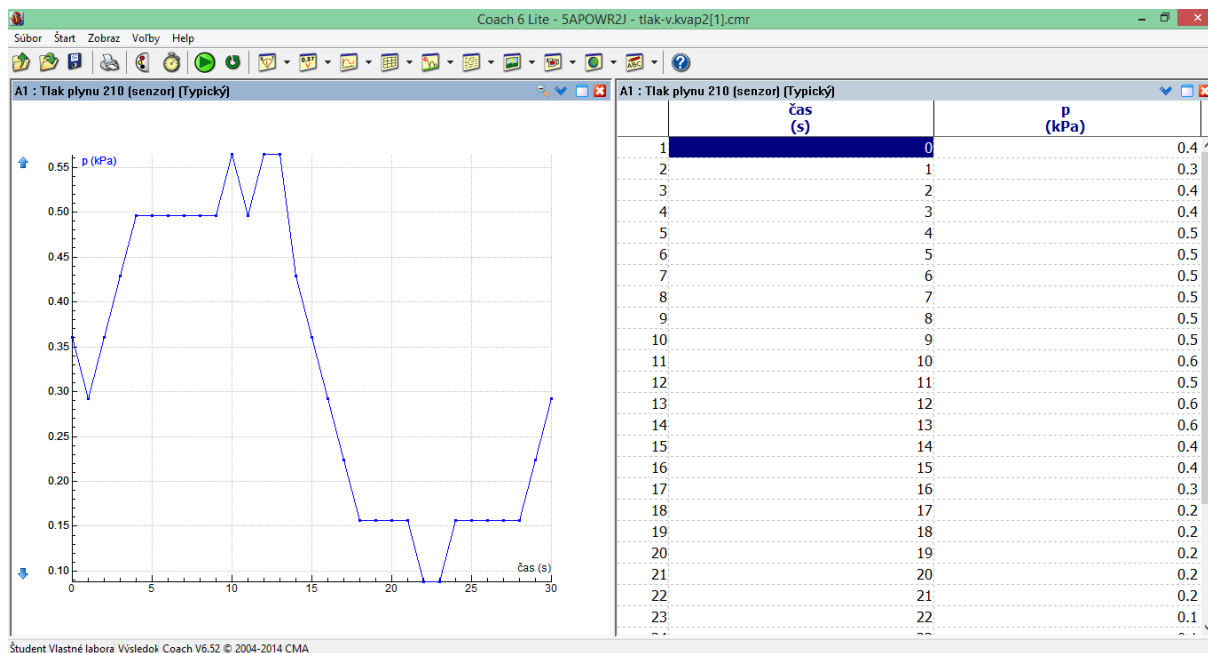 Coach 6 Lite - 5APOWR2J - tlak-v.kvap2[1].cmr
Súbor Štart Zobraz Voľby Help
A1 : Tlak plynu 210 (senzor) (Typický)
p (kPa)
0.55
0.50
0.45
0.40
0.35
0.30
0.25
0.20
0.15
0.10
čas (s)
0 5 10 15 20 25 30
A1 : Tlak plynu 210 (senzor) (Typický)
čas p
(s) (kPa)
1 0 0.4
2 1 0.3
3 2 0.4
4 3 0.4
5 4 0.5
6 5 0.5
7 6 0.5
8 7 0.5
9 8 0.5
10 9 0.5
11 10 0.6
12 11 0.5
13 12 0.6
14 13 0.6
15 14 0.4
16 15 0.4
17 16 0.3
18 17 0.2
19 18 0.2
20 19 0.2
21 20 0.2
22 21 0.2
23 22 0.1
Študent Vlastné labora Výsledok Coach V6.52 © 2004-2014 CMA